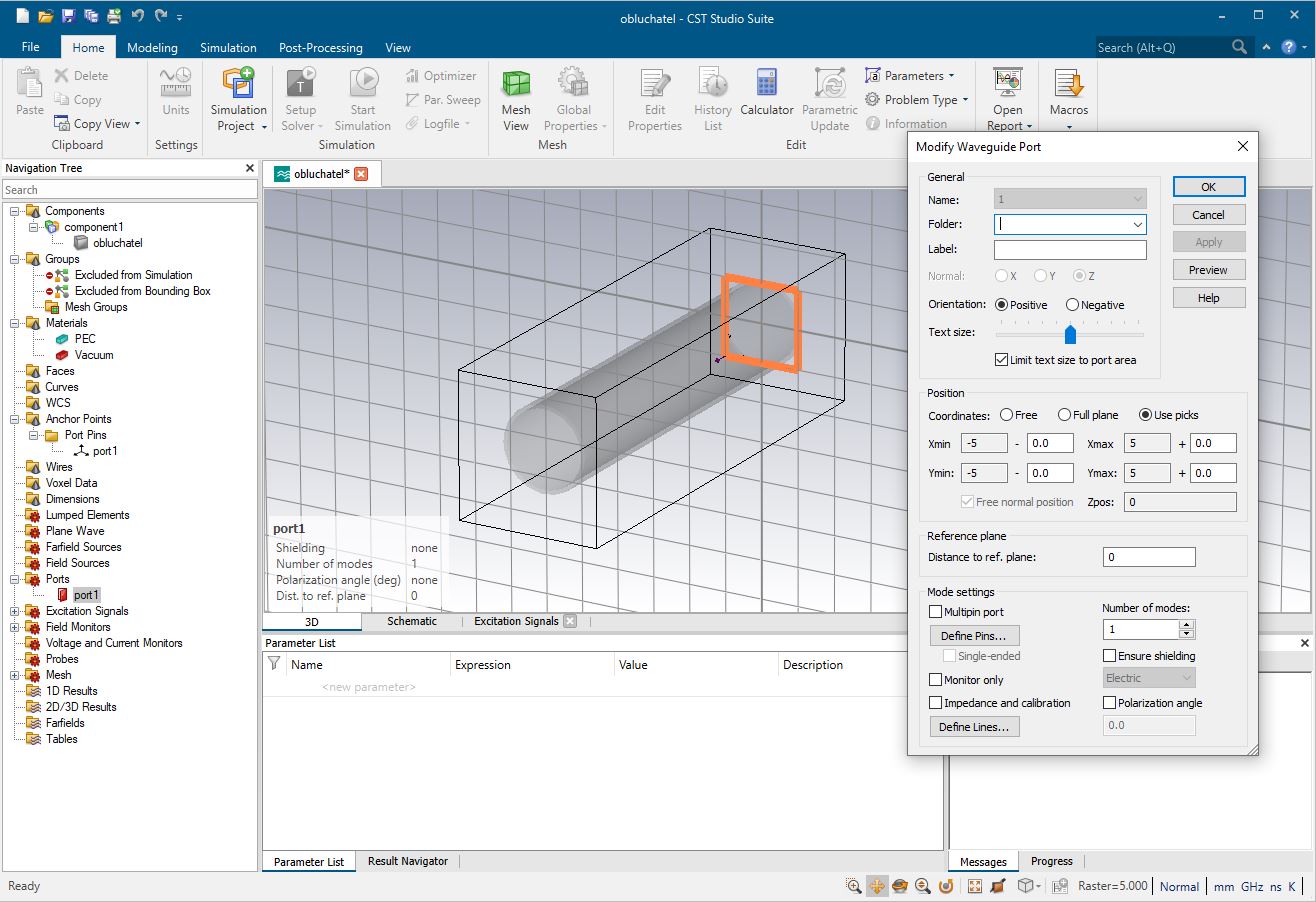 obluchatel - CST Studio Suite
File Home Modeling Simulation Post-Processing View Search (Alt+Q)
Paste Delete Copy Copy View
Clipboard
Units
Settings
Simulation Project Setup Solver Start Simulation Optimizer Par. Sweep Logfile
Simulation
Mesh View Global Properties
Mesh
Edit Properties History List Calculator Parametric Update Parameters Problem Type Information
Edit
Open Report Macros
Navigation Tree
Search
Components
component1
obluchatel
Groups
Excluded from Simulation
Excluded from Bounding Box
Mesh Groups
Materials
PEC
Vacuum
Faces
Curves
WCS
Anchor Points
Port Pins
port1
Wires
Voxel Data
Dimensions
Lumped Elements
Plane Wave
Farfield Sources
Field Sources
Ports
port1
Excitation Signals
Field Monitors
Voltage and Current Monitors
Probes
Mesh
1D Results
2D/3D Results
Farfields
Tables
obluchatel*
port1
Shielding none
Number of modes 1
Polarization angle (deg) none
Dist. to ref. plane 0
3D Schematic Excitation Signals
Parameter List
Name Expression Value Description
<new parameter>
Parameter List Result Navigator
Modify Waveguide Port
General
Name: 1
Folder:
Label:
Normal: X Y Z
Orientation: Positive Negative
Text size:
Limit text size to port area
OK
Cancel
Apply
Preview
Help
Position
Coordinates: Free Full plane Use picks
Xmin -5 - 0.0 Xmax 5 + 0.0
Ymin: -5 - 0.0 Ymax: 5 + 0.0
Free normal position Zpos: 0
Reference plane
Distance to ref. plane: 0
Mode settings
Multipin port Number of modes:
Define Pins... 1
Single-ended Ensure shielding
Monitor only Electric
Impedance and calibration Polarization angle
Define Lines... 0.0
Messages Progress
Ready Raster=5.000 Normal mm GHz ns K